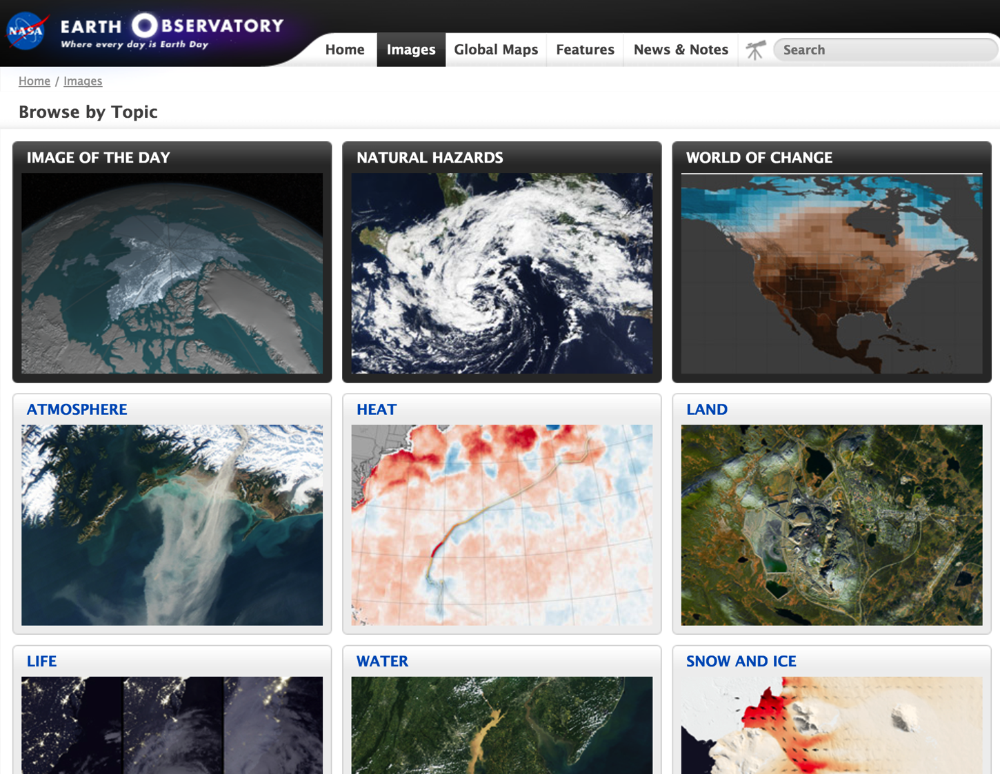 NASA
EARTH OBSERVATORY
Where every day is Earth Day
Home
Images
Global Maps
Features
News & Notes
Search
Home / Images
Browse by Topic
IMAGE OF THE DAY
NATURAL HAZARDS
WORLD OF CHANGE
ATMOSPHERE
HEAT
LAND
LIFE
WATER
SNOW AND ICE